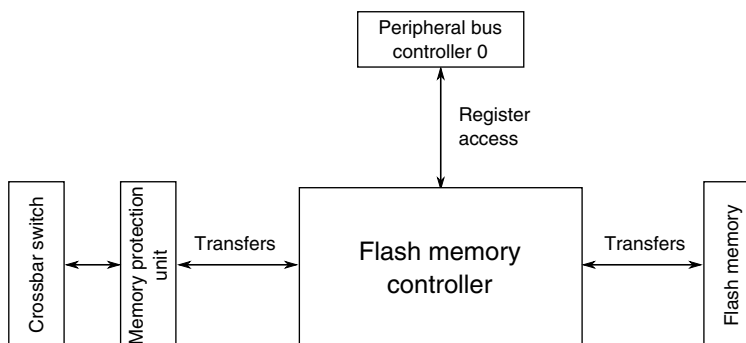 Peripheral bus
controller 0
Register
access
Crossbar switch
Memory protection
unit
Transfers
Flash memory
controller
Transfers
Flash memory